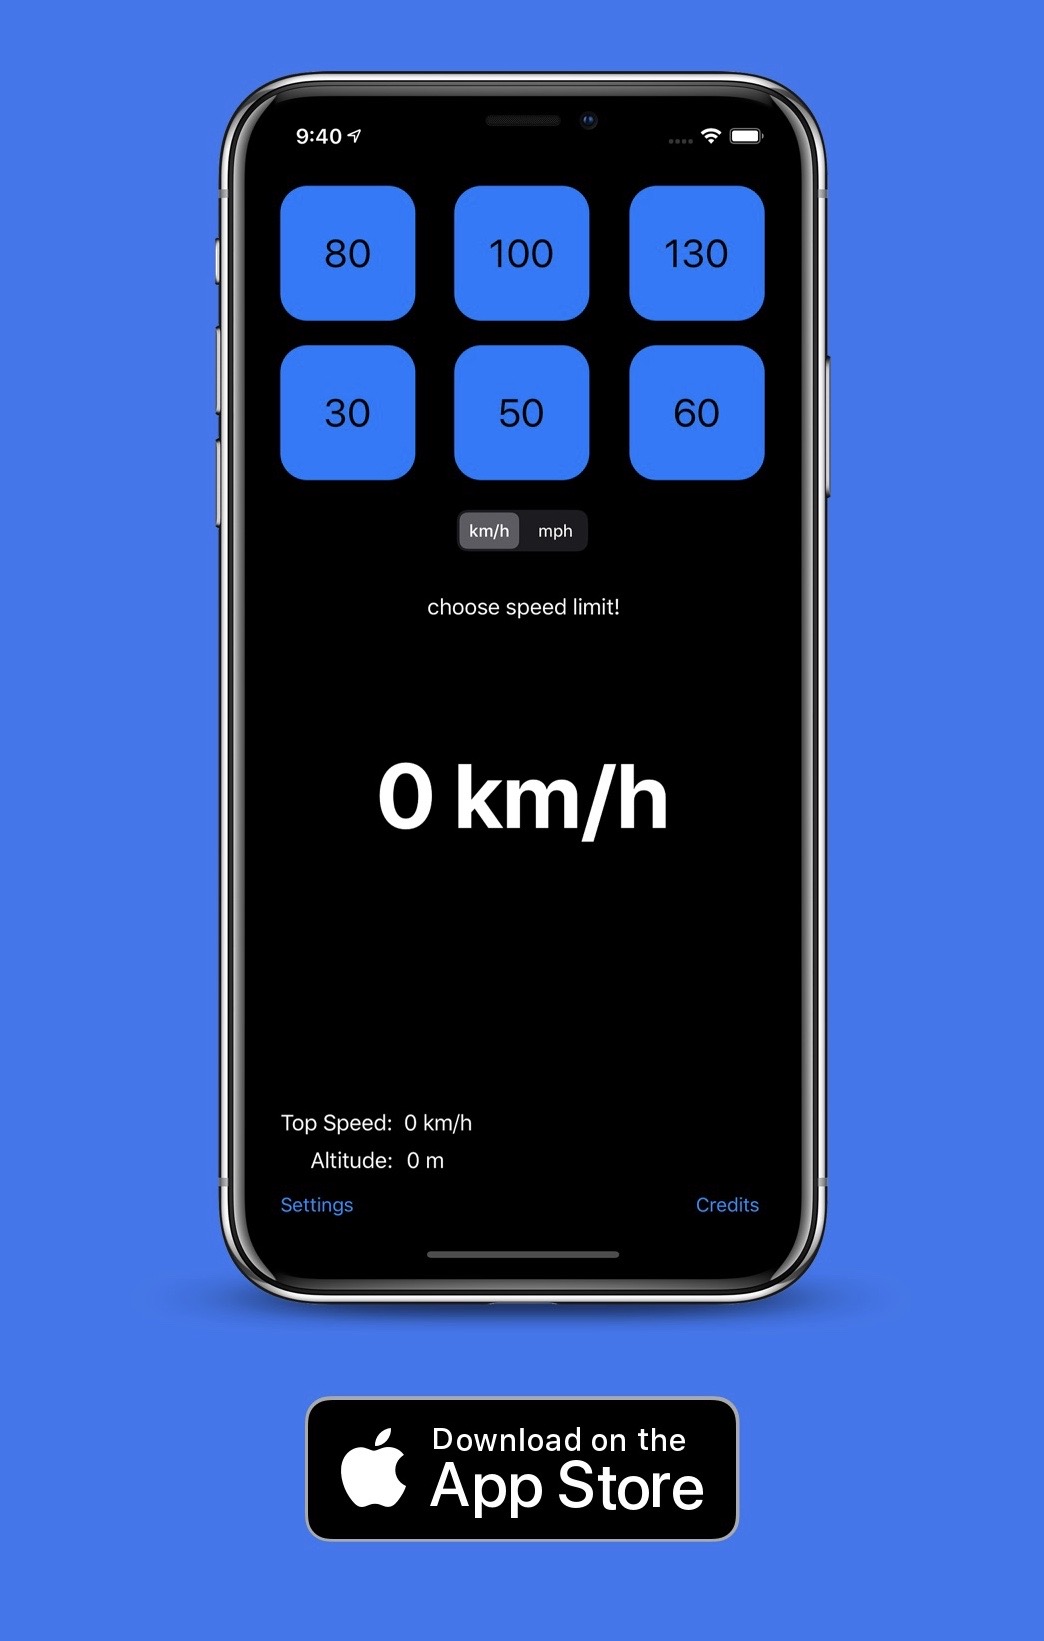 9:40
80 100 130
30 50 60
km/h mph
choose speed limit!
0 km/h
Top Speed: 0 km/h
Altitude: 0 m
Settings Credits
Download on the
App Store